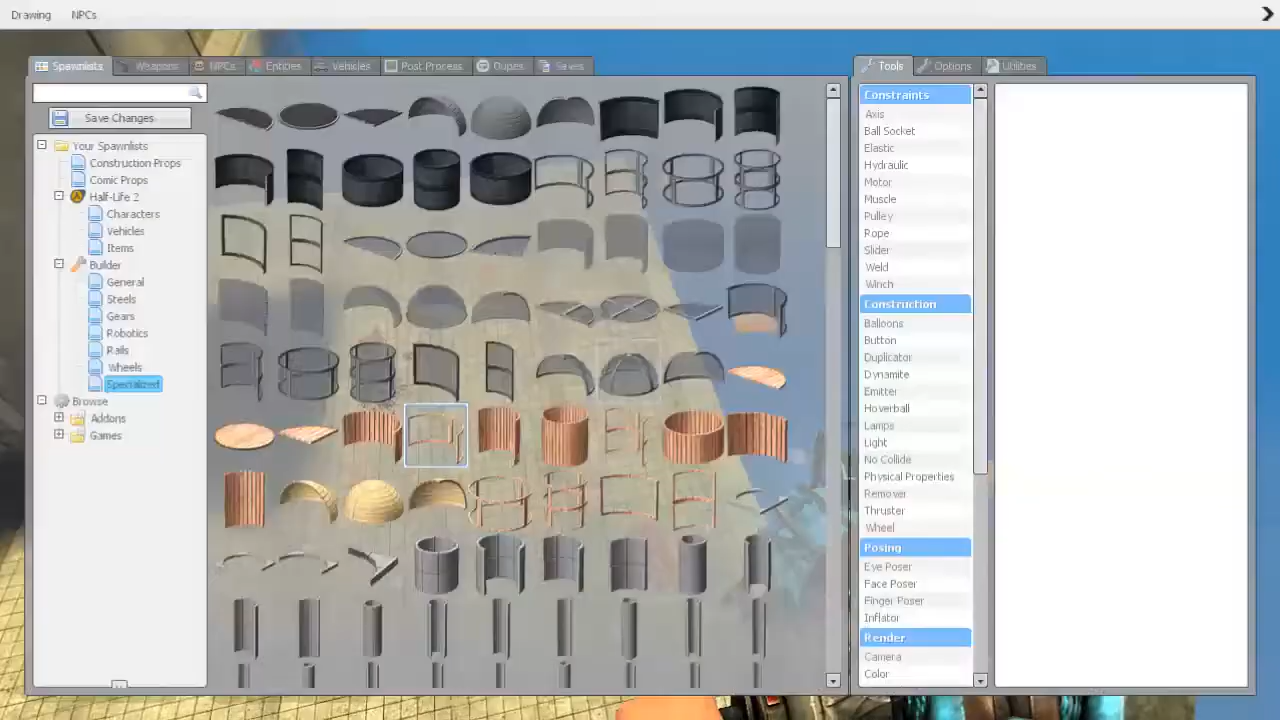 Drawing NPCs
Spawnlists Weapons NPCs Entities Vehicles Post Process Dupes Saves
Save Changes
Your Spawnlists
Construction Props
Comic Props
Half-Life 2
Characters
Vehicles
Items
Builder
General
Steels
Gears
Robotics
Rails
Wheels
Specialized
Browse
Addons
Games
Tools Options Utilities
Constraints
Axis
Ball Socket
Elastic
Hydraulic
Motor
Muscle
Pulley
Rope
Slider
Weld
Winch
Construction
Balloons
Button
Duplicator
Dynamite
Emitter
Hoverball
Lamps
Light
No Collide
Physical Properties
Remover
Thruster
Wheel
Posing
Eye Poser
Face Poser
Finger Poser
Inflator
Render
Camera
Color